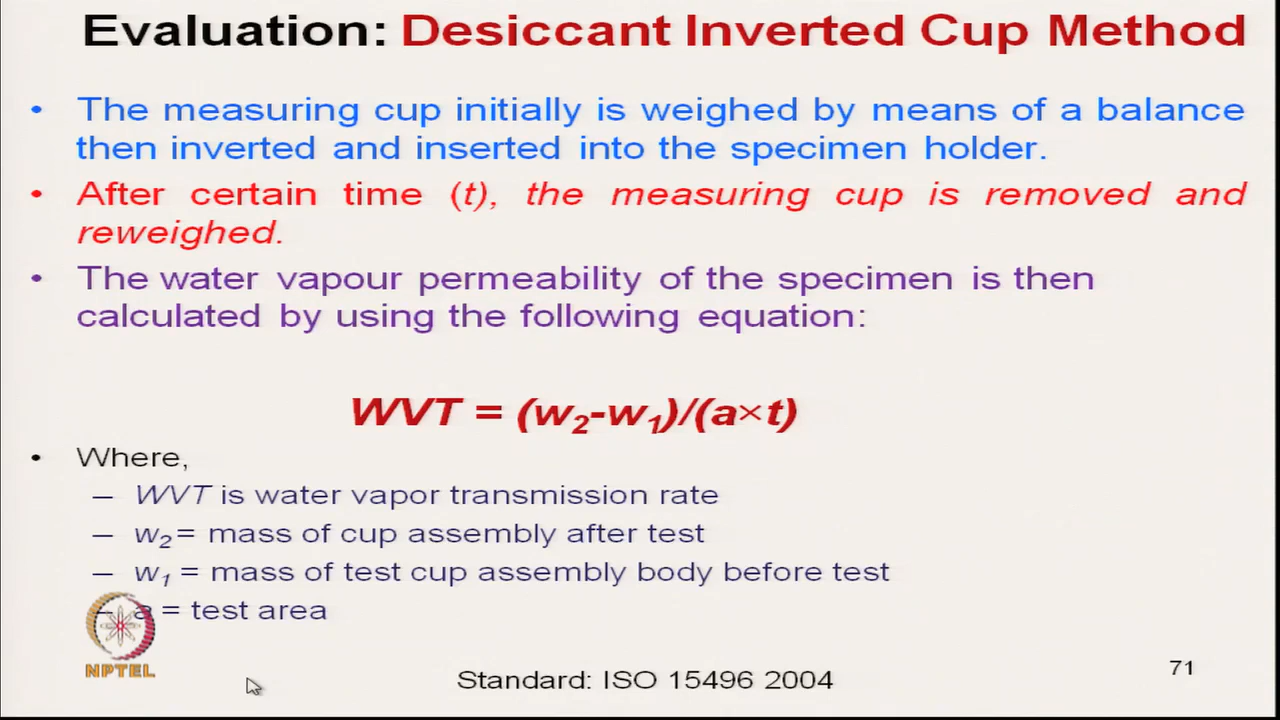 Evaluation: Desiccant Inverted Cup Method
• The measuring cup initially is weighed by means of a balance
then inverted and inserted into the specimen holder.
• After certain time (t), the measuring cup is removed and
reweighed.
• The water vapour permeability of the specimen is then
calculated by using the following equation:
WVT = (w₂-w₁)/(a×t)
• Where,
– WVT is water vapor transmission rate
– w₂= mass of cup assembly after test
– w₁ = mass of test cup assembly body before test
– a = test area
NPTEL
Standard: ISO 15496 2004
71